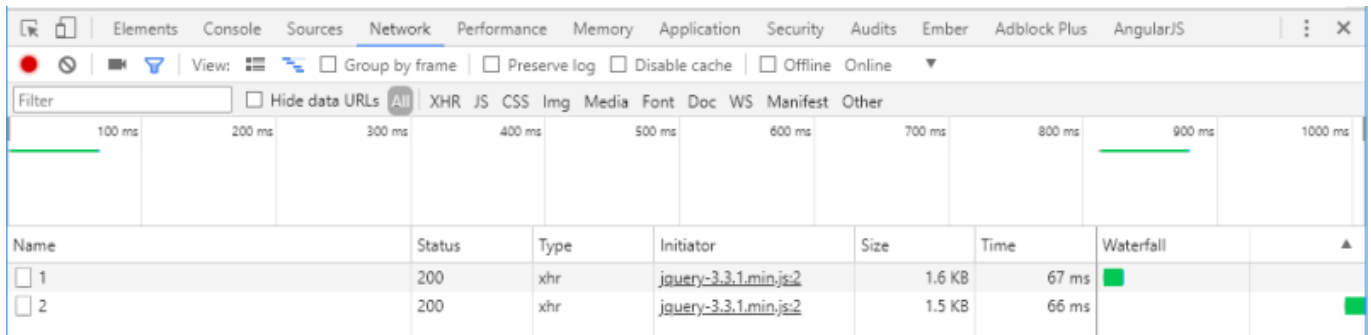 Elements Console Sources Network Performance Memory Application Security Audits Ember Adblock Plus AngularJS
View: Group by frame Preserve log Disable cache Offline Online
Filter Hide data URLs All XHR JS CSS Img Media Font Doc WS Manifest Other
100 ms 200 ms 300 ms 400 ms 500 ms 600 ms 700 ms 800 ms 900 ms 1000 ms
Name Status Type Initiator Size Time Waterfall
1 200 xhr jquery-3.3.1.min.js:2 1.6 KB 67 ms
2 200 xhr jquery-3.3.1.min.js:2 1.5 KB 66 ms